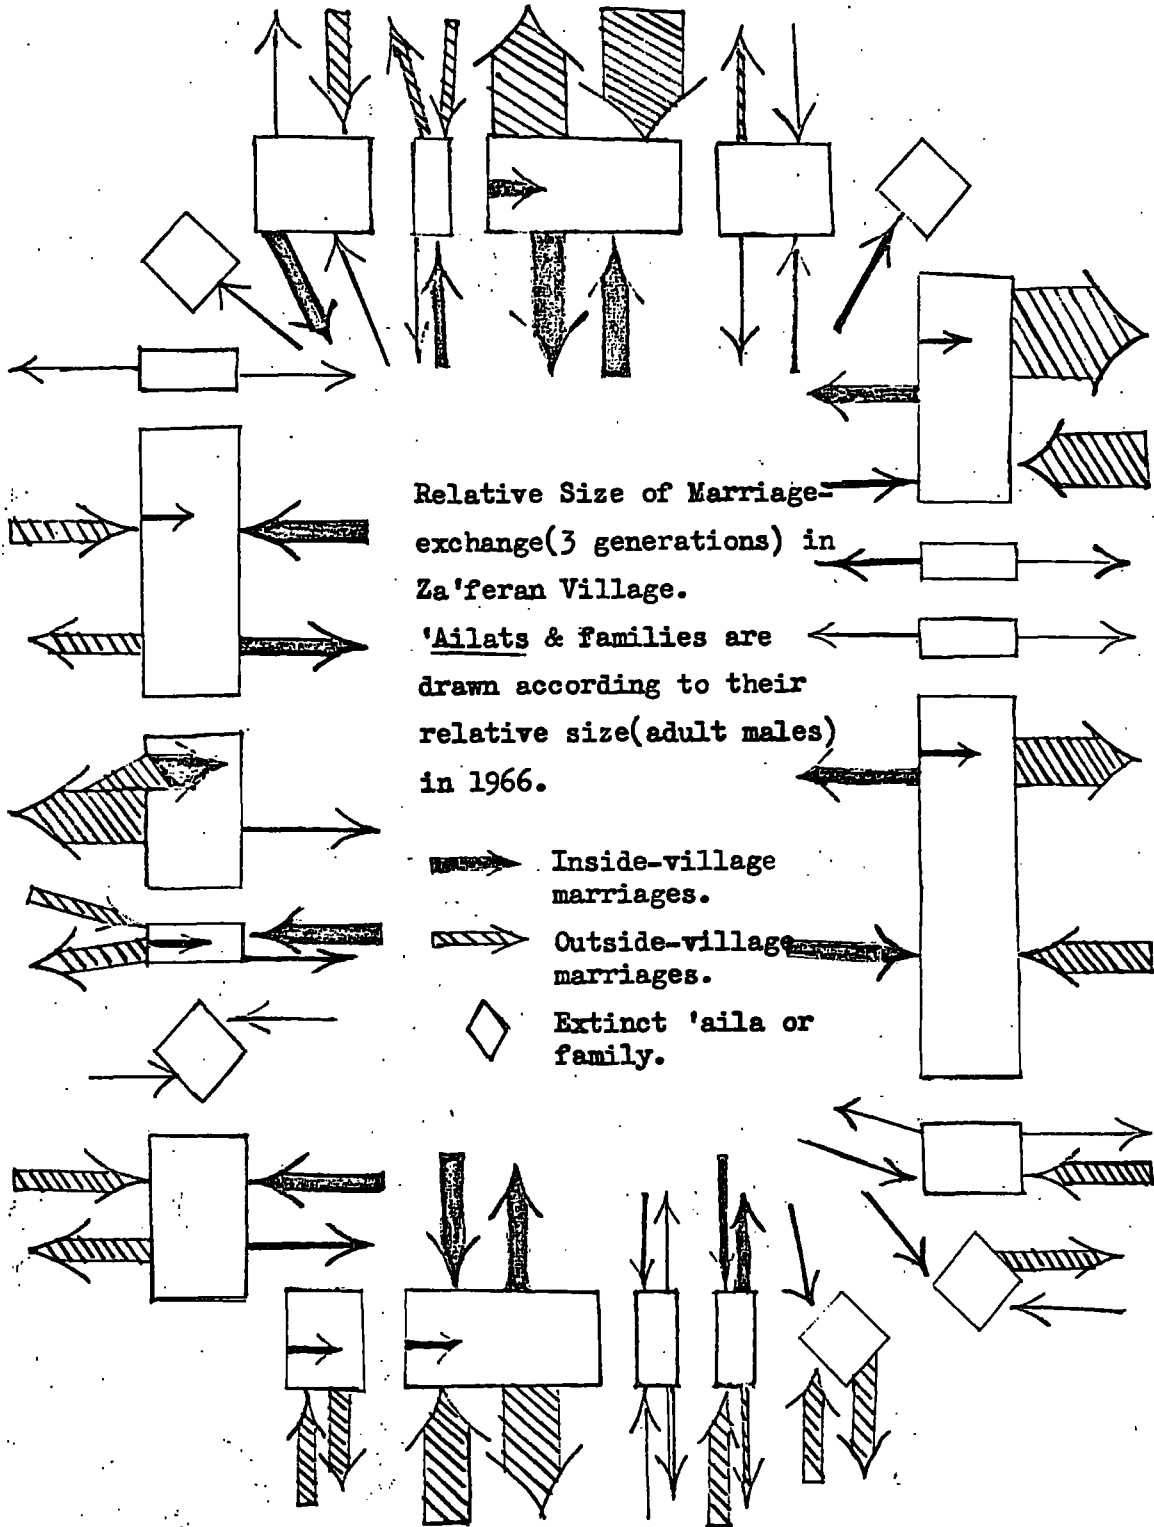 Relative Size of Marriage-
exchange(3 generations) in
Za'feran Village.
'Ailats & families are
drawn according to their
relative size(adult males)
in 1966.
Inside-village
marriages.
Outside-village
marriages.
Extinct 'aila or
family.